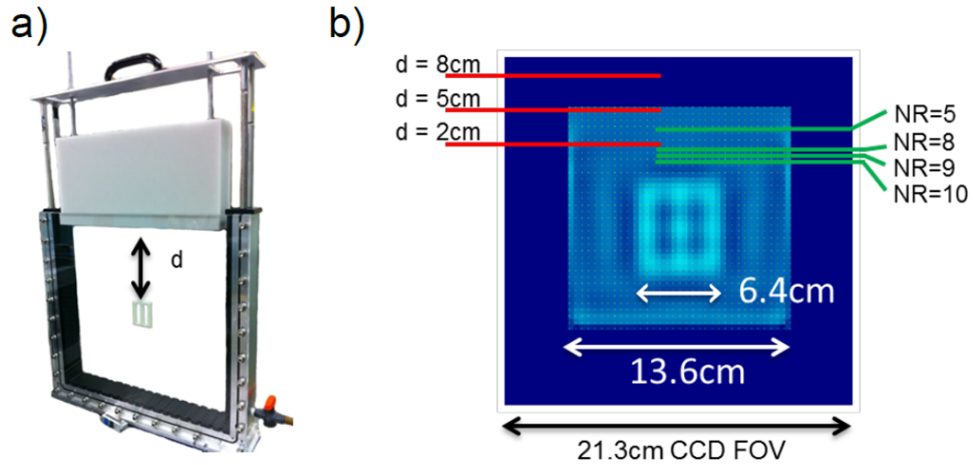 a)
b)
d
d = 8cm
d = 5cm
d = 2cm
NR=5
NR=8
NR=9
NR=10
6.4cm
13.6cm
21.3cm CCD FOV